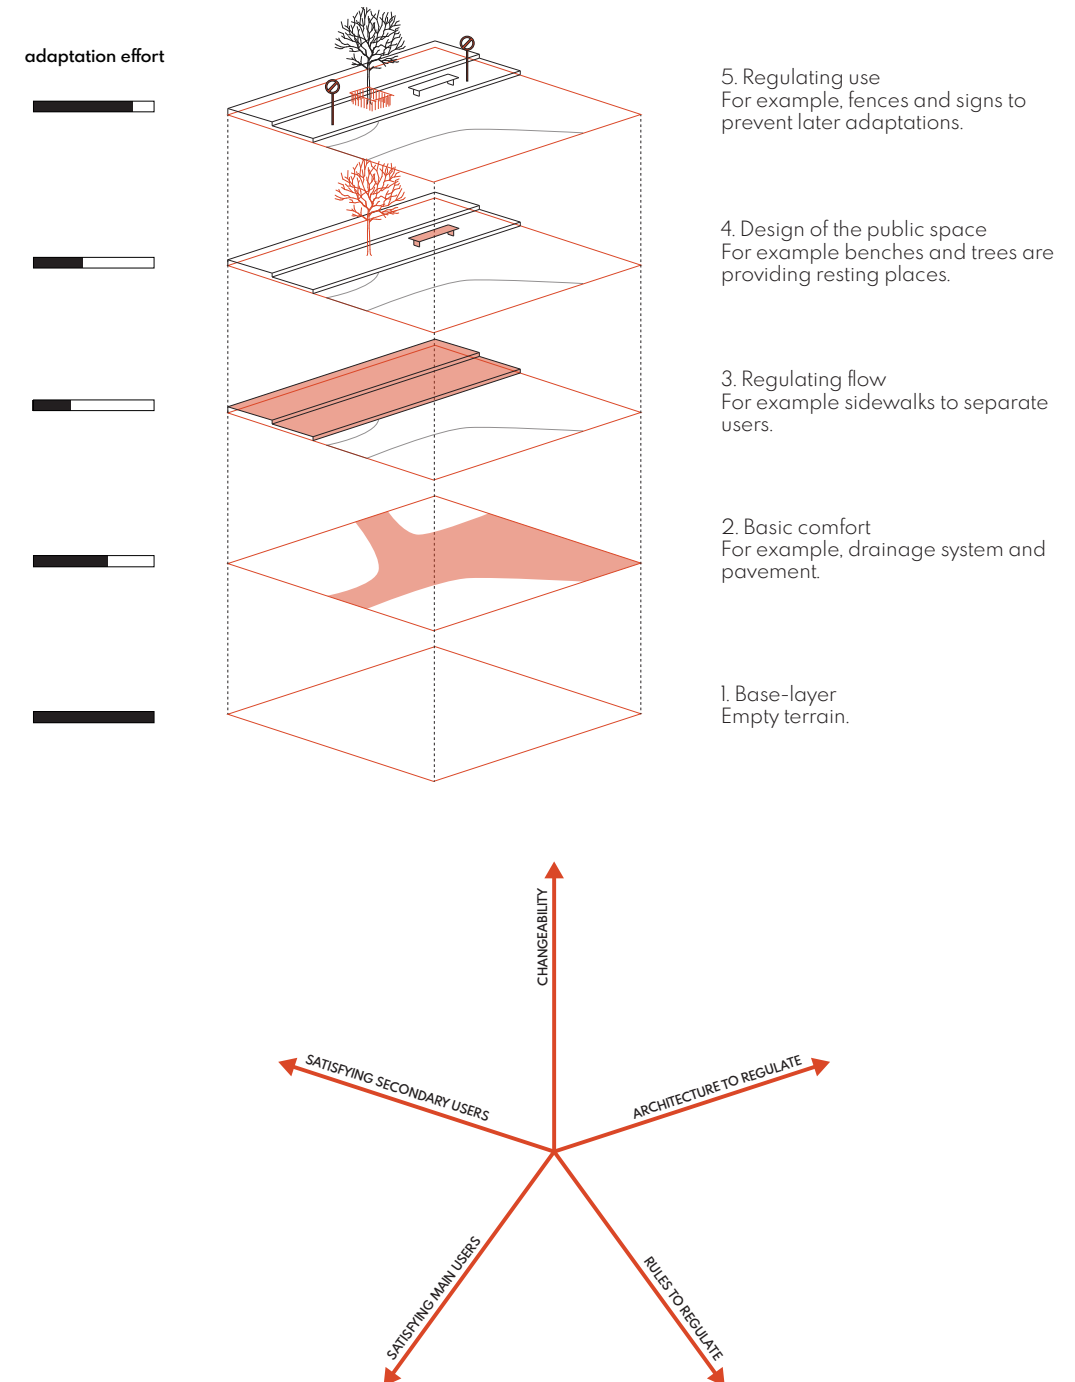 adaptation effort
5. Regulating use
For example, fences and signs to
prevent later adaptations.
4. Design of the public space
For example benches and trees are
providing resting places.
3. Regulating flow
For example sidewalks to separate
users.
2. Basic comfort
For example, drainage system and
pavement.
1. Base-layer
Empty terrain.
CHANGEABILITY
SATISFYING SECONDARY USERS
ARCHITECTURE TO REGULATE
SATISFYING MAIN USERS
RULES TO REGULATE